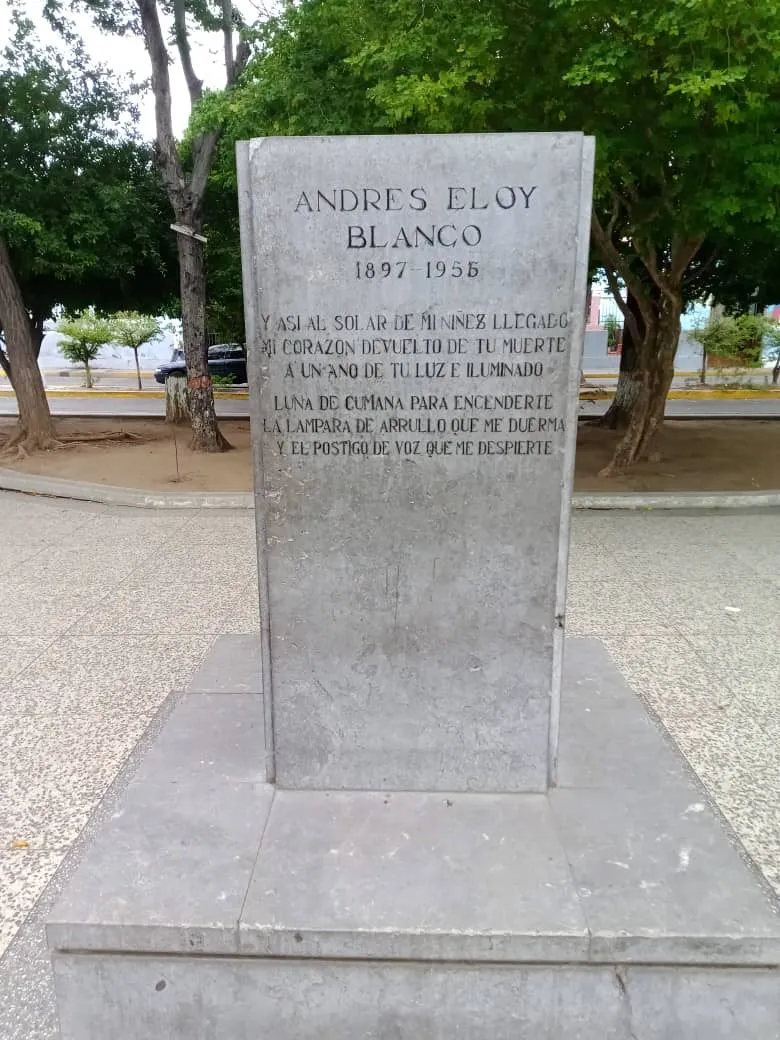 ANDRES ELOY
BLANCO
1897-1955
Y ASI AL SOLAR DE MI NIÑEZ LLEGADO
MI CORAZON DEVUELTO DE TU MUERTE
A UN AÑO DE TU LUZ E ILUMINADO
LUNA DE CUMANA PARA ENCENDERTE
LA LAMPARA DE ARRULLO QUE ME DUERMA
Y EL POSTIGO DE VOZ QUE ME DESPIERTE